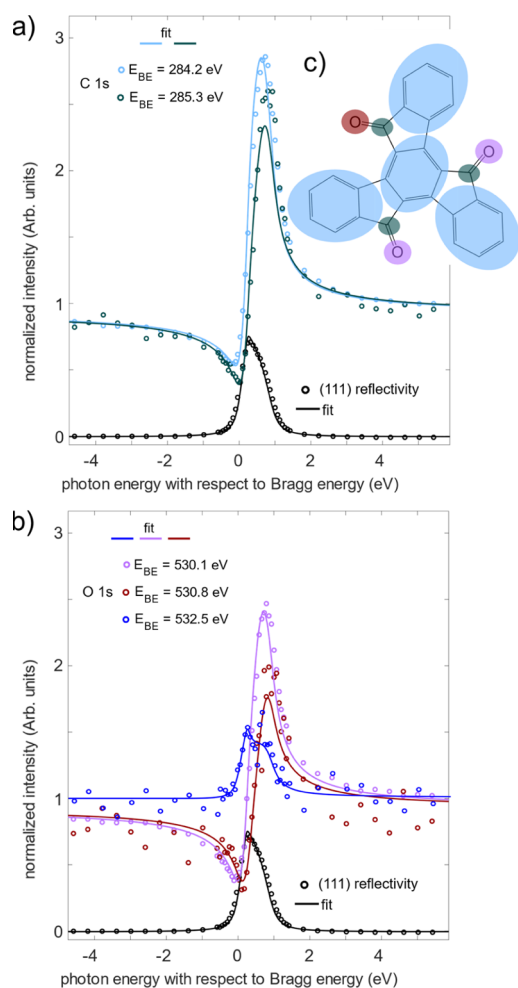 a)
fit
C 1s
E_BE = 284.2 eV
E_BE = 285.3 eV
c)
O
O
O
normalized intensity (Arb. units)
3
2
1
0
(111) reflectivity
fit
-4
-2
0
2
4
photon energy with respect to Bragg energy (eV)
b)
fit
O 1s
E_BE = 530.1 eV
E_BE = 530.8 eV
E_BE = 532.5 eV
normalized intensity (Arb. units)
3
2
1
0
(111) reflectivity
fit
-4
-2
0
2
4
photon energy with respect to Bragg energy (eV)